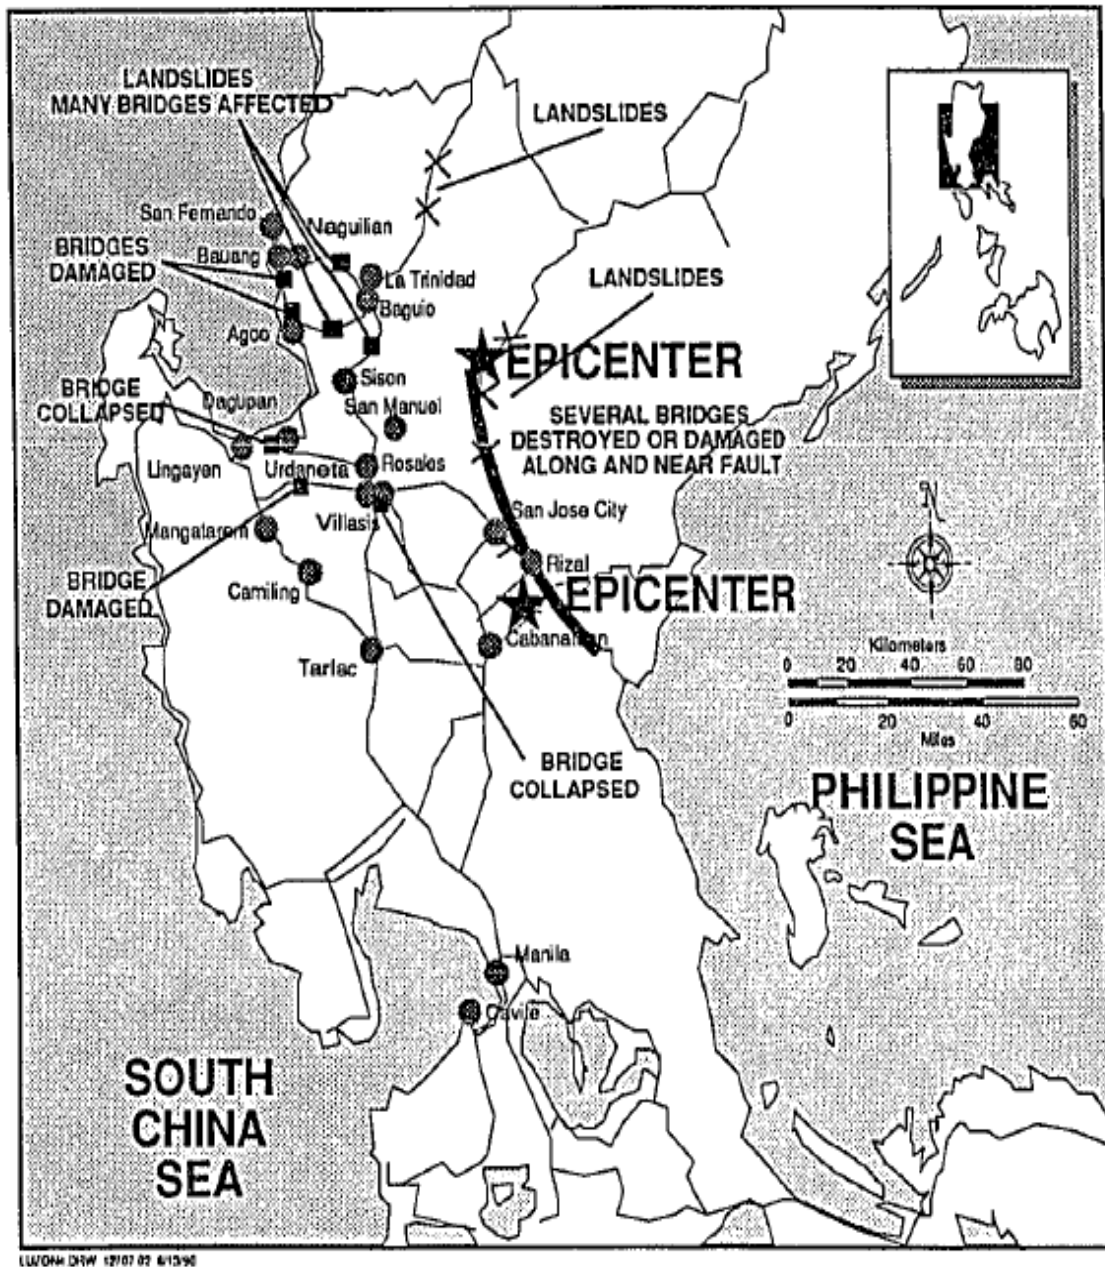 LANDSLIDES
MANY BRIDGES AFFECTED
LANDSLIDES
San Fernando
Naguilian
BRIDGES
DAMAGED
Bauang
La Trinidad
LANDSLIDES
Baguio
Agoo
EPICENTER
BRIDGE
COLLAPSED
Sison
Dagupan
San Manuel
SEVERAL BRIDGES
DESTROYED OR DAMAGED
ALONG AND NEAR FAULT
Lingayen
Urdaneta
Rosales
San Jose City
Villasis
Mangatarem
Rizal
BRIDGE
DAMAGED
Camiling
EPICENTER
Tarlac
N
Kilometers
0 20 40 60 80
0 20 40 60
Miles
BRIDGE
COLLAPSED
PHILIPPINE
SEA
Manila
Cavite
SOUTH
CHINA
SEA